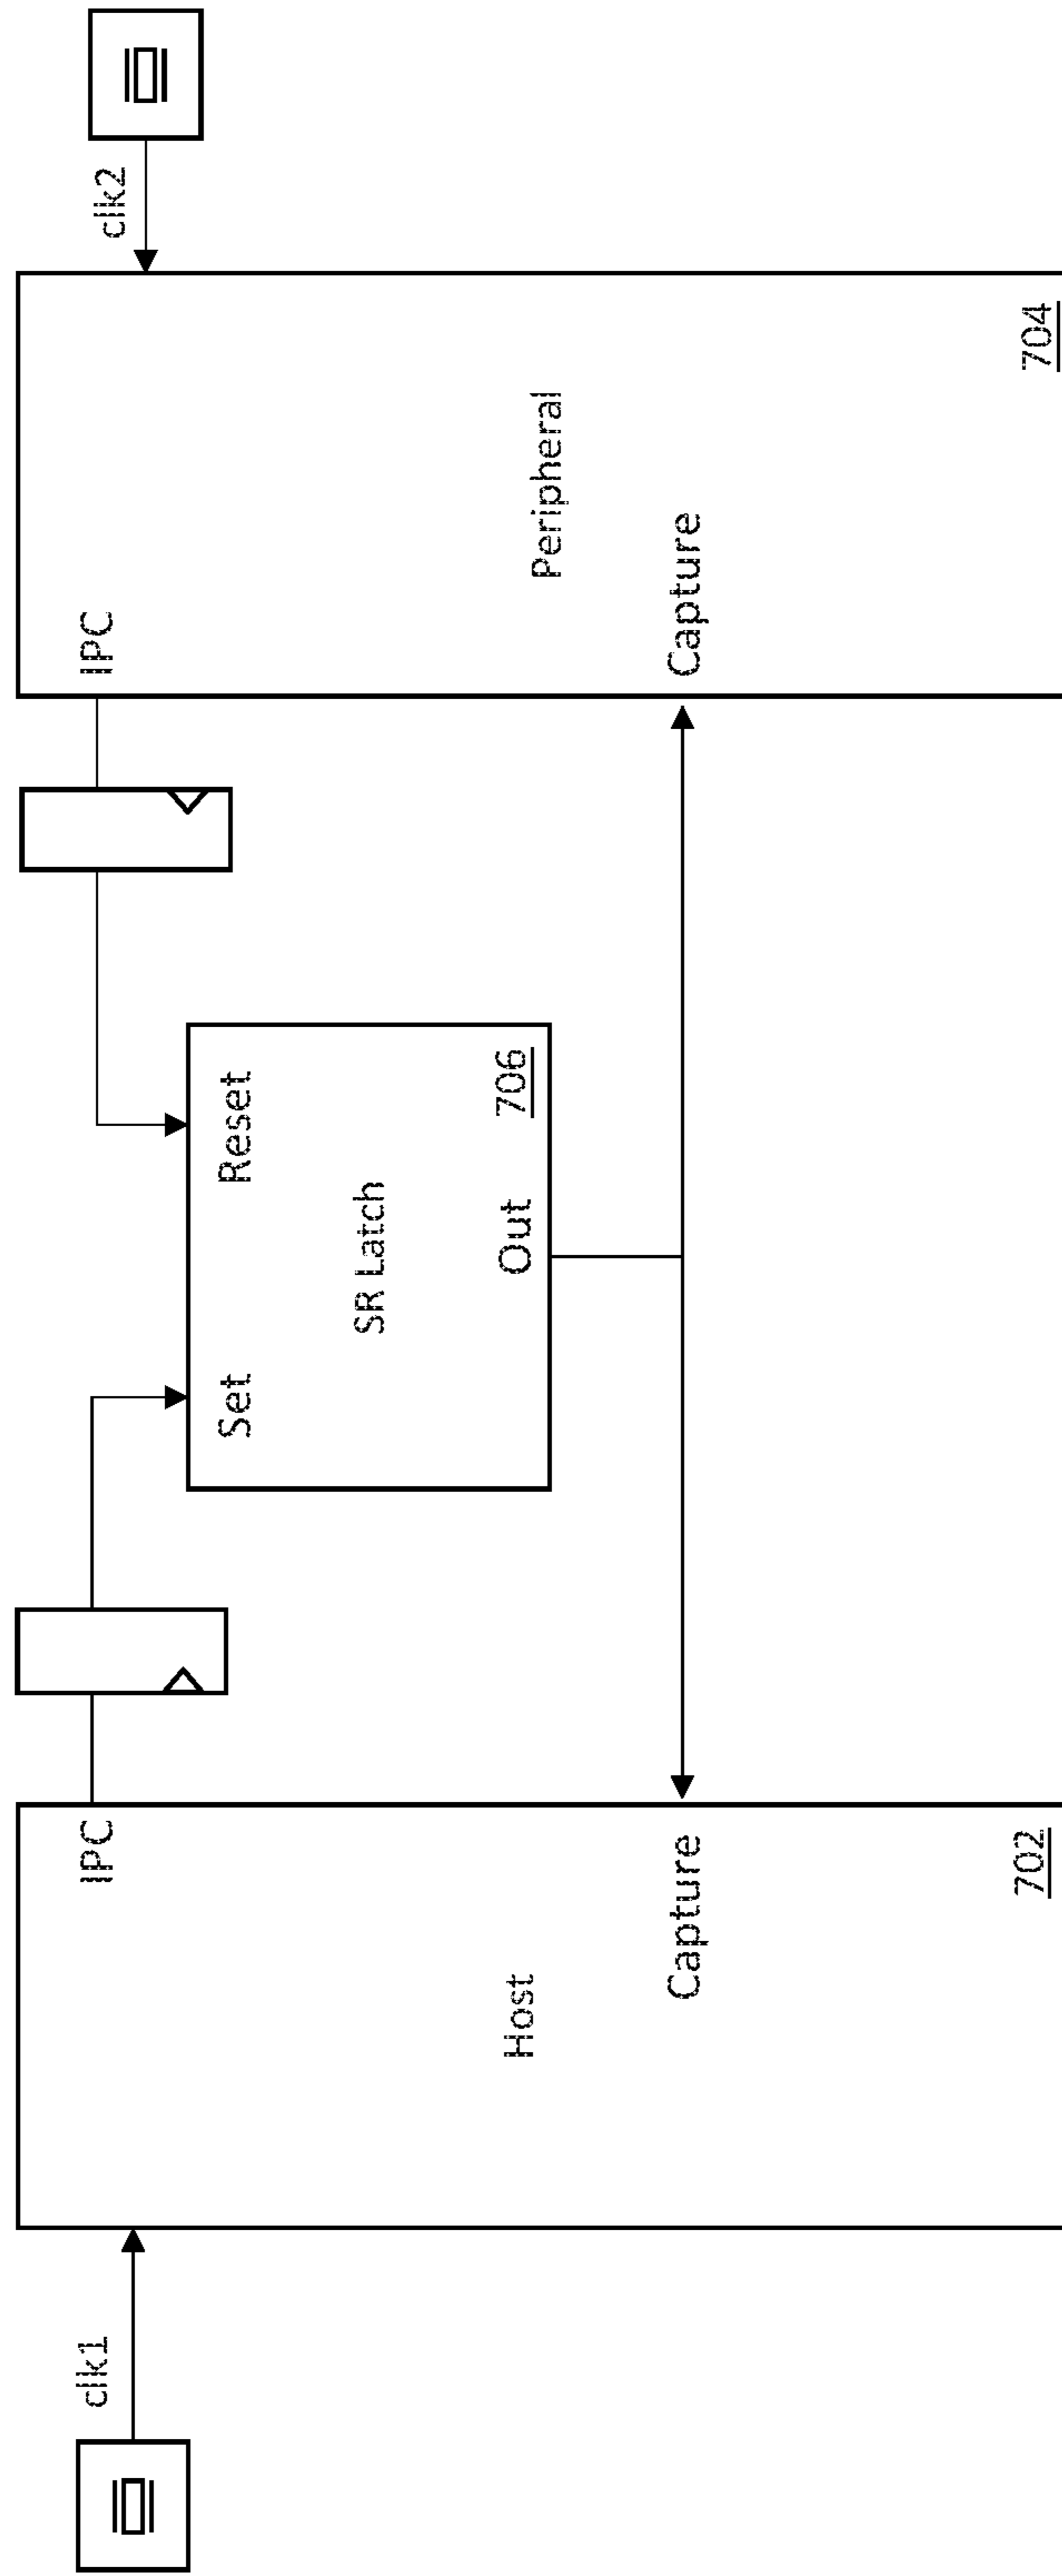 clk1
IPC
Host
Capture
702
Set
Reset
SR Latch
Out
706
IPC
Peripheral
Capture
704
clk2